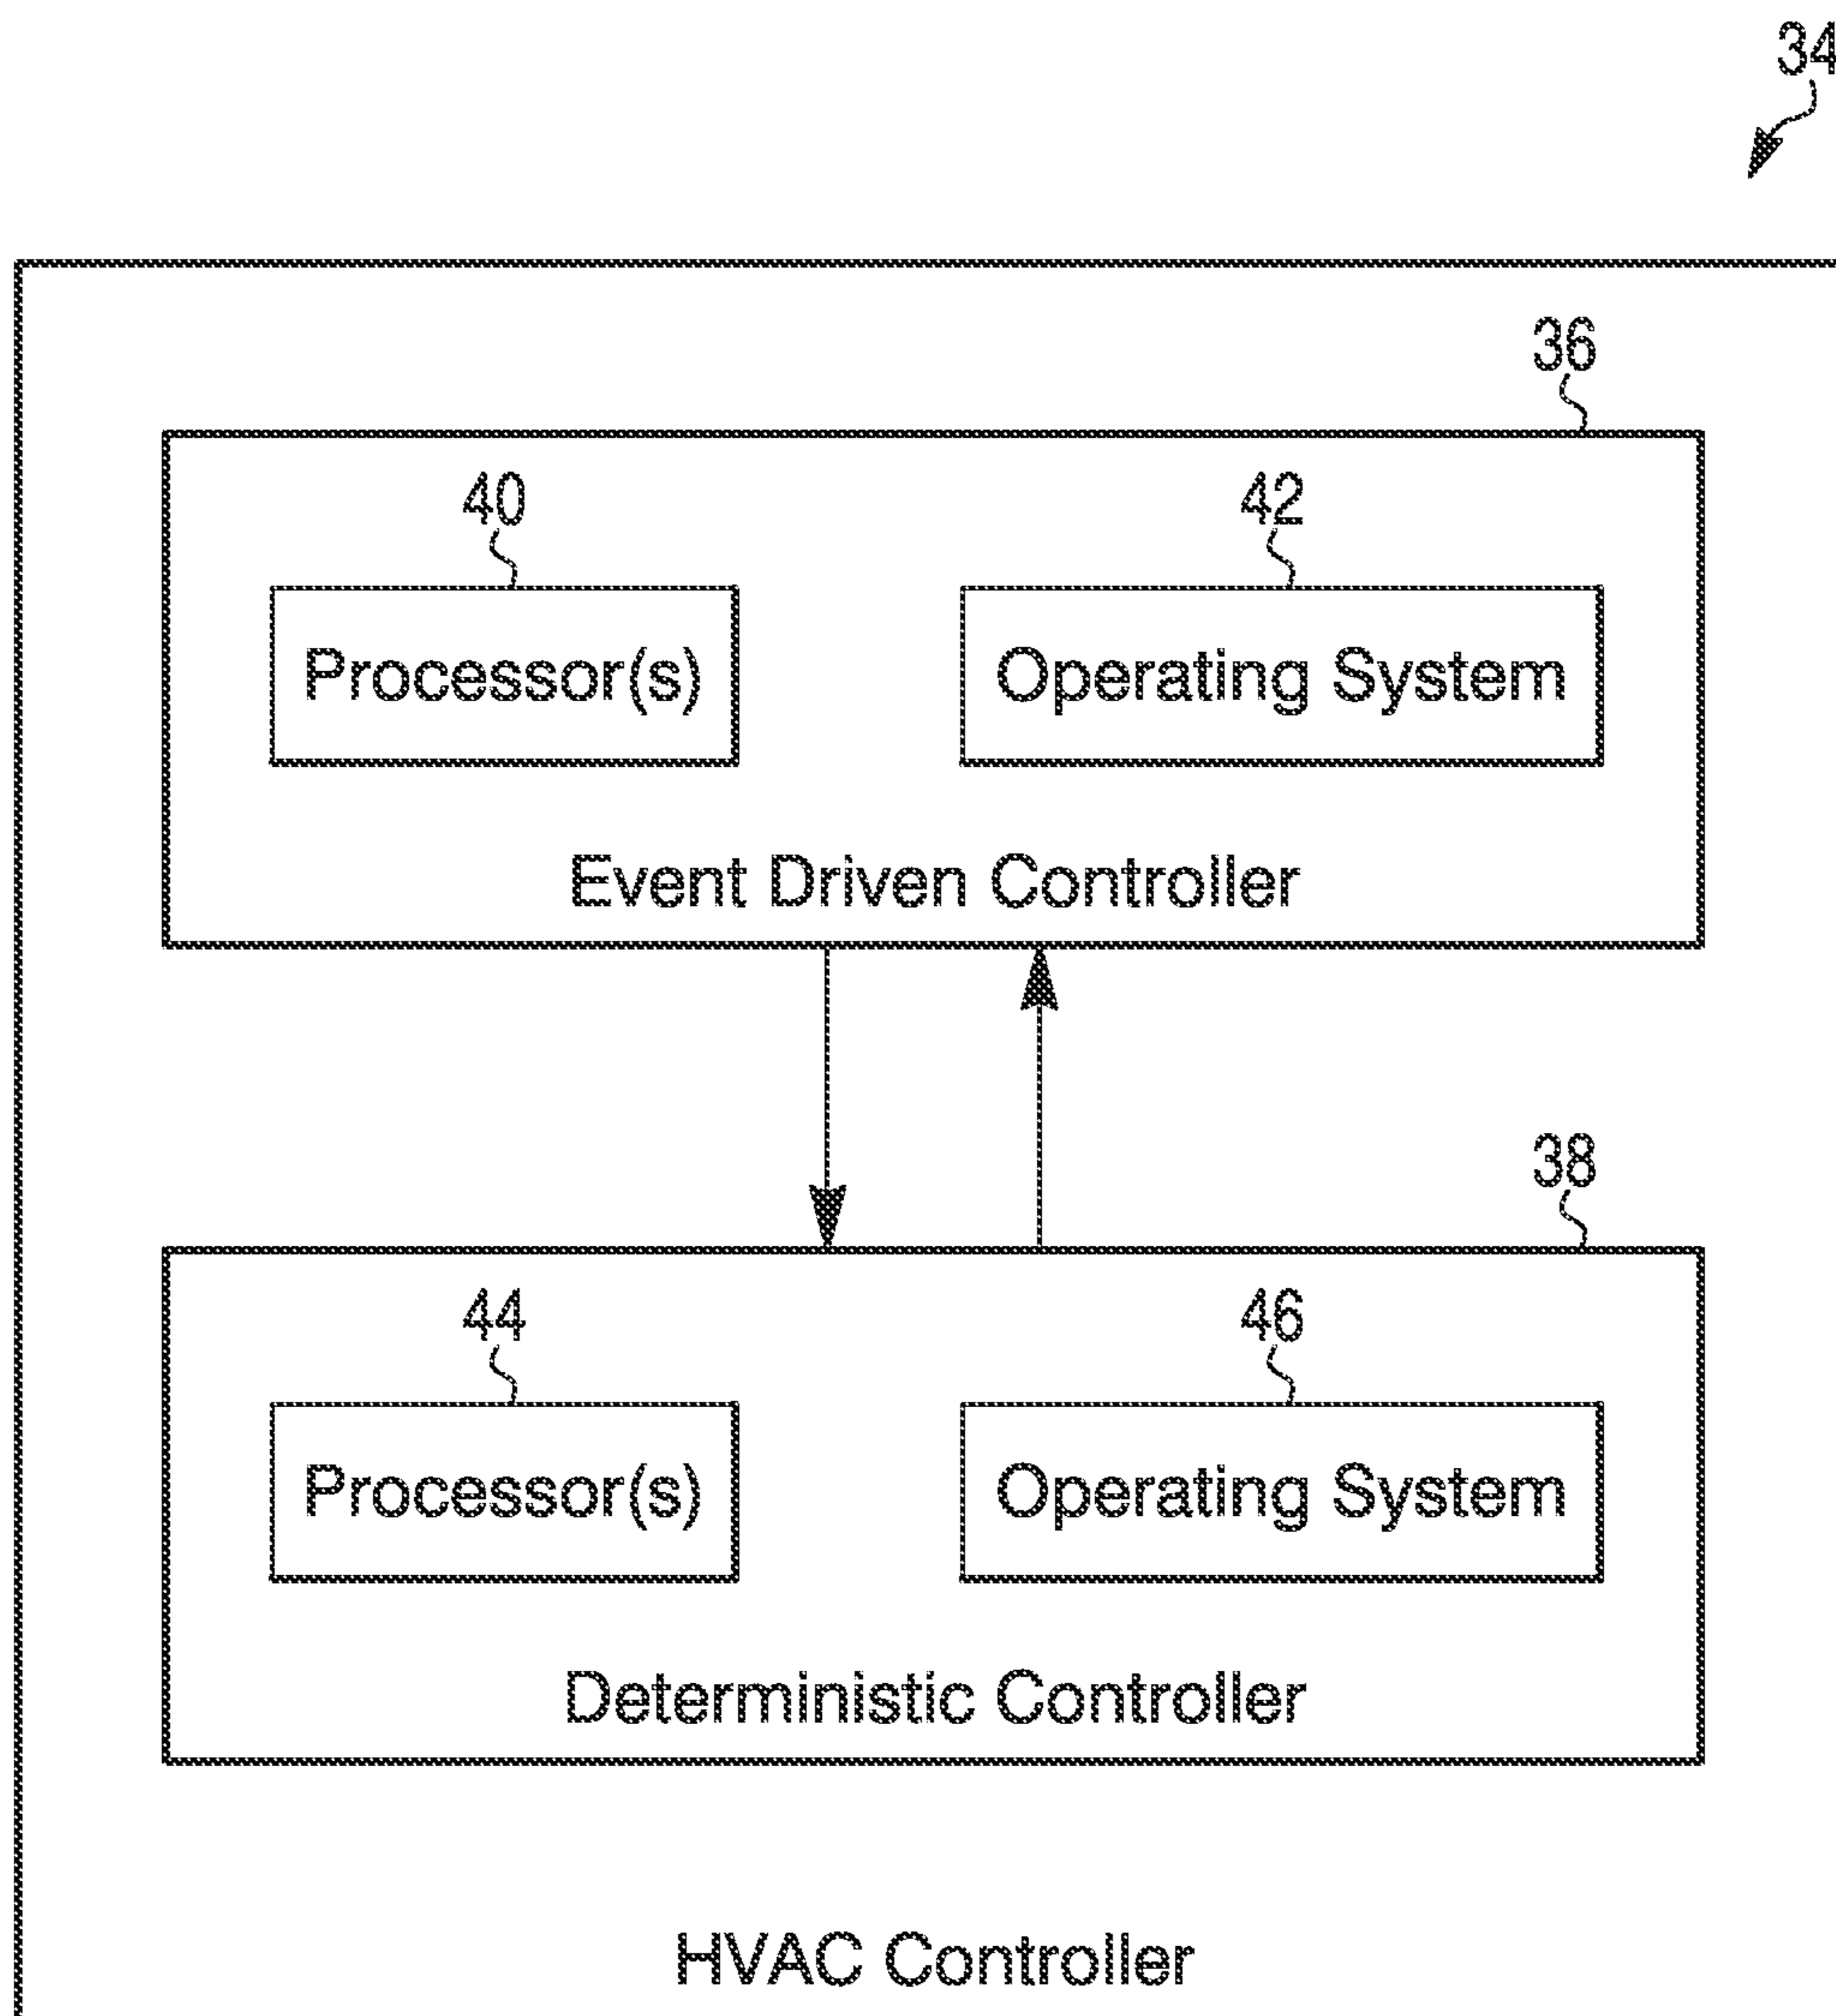 34
36
40
42
Processor(s)
Operating System
Event Driven Controller
38
44
46
Processor(s)
Operating System
Deterministic Controller
HVAC Controller